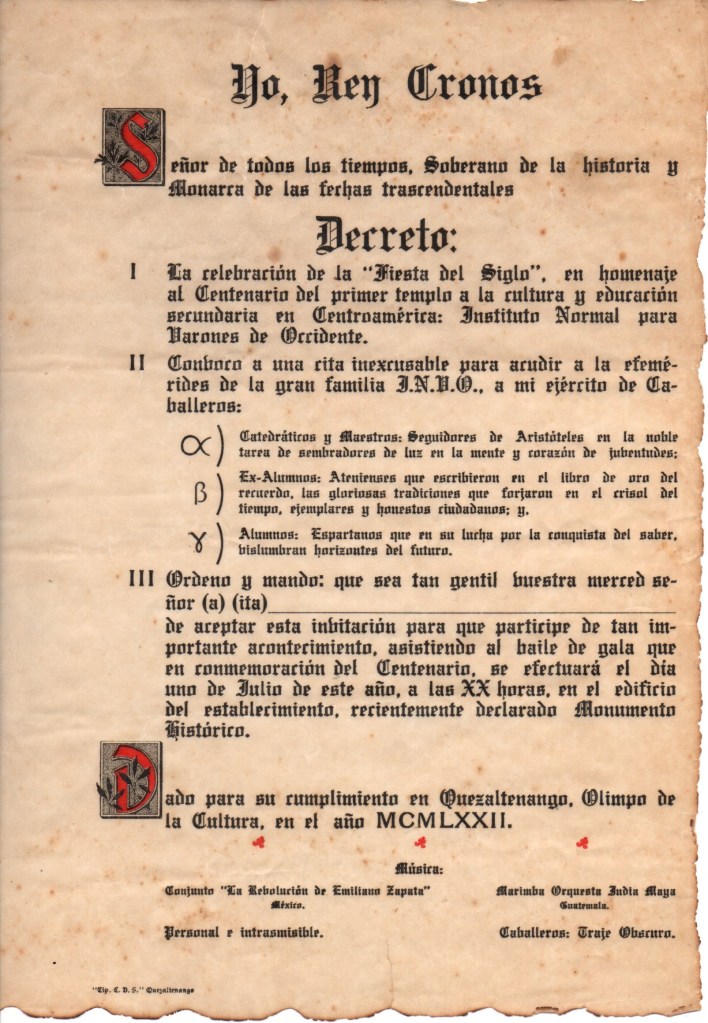 Yo, Rey Cronos
Señor de todos los tiempos, Soberano de la historia y
Monarca de las fechas trascendentales
Decreto:
I La celebración de la "Fiesta del Siglo", en homenaje
al Centenario del primer templo a la cultura y educación
secundaria en Centroamérica: Instituto Normal para
Varones de Occidente.
II Convoco a una cita inexcusable para acudir a la efemé-
rides de la gran familia I.N.V.O., a mi ejército de Ca-
balleros:
α) Catedráticos y Maestros: Seguidores de Aristóteles en la noble
tarea de sembradores de luz en la mente y corazón de juventudes;
β) Ex-Alumnos: Atenienses que escribieron en el libro de oro del
recuerdo, las gloriosas tradiciones que forjaron en el crisol del
tiempo, ejemplares y honestos ciudadanos; y,
γ) Alumnos: Espartanos que en su lucha por la conquista del saber,
vislumbran horizontes del futuro.
III Ordeno y mando: que sea tan gentil vuestra merced se-
ñor (a) (ita)
de aceptar esta invitación para que participe de tan im-
portante acontecimiento, asistiendo al baile de gala que
en conmemoración del Centenario, se efectuará el día
uno de Julio de este año, a las XX horas, en el edificio
del establecimiento, recientemente declarado Monumento
Histórico.
Dado para su cumplimiento en Quezaltenango, Olimpo de
la Cultura, en el año MCMLXXII.
Música:
Conjunto "La Revolución de Emiliano Zapata"
México.
Marimba Orquesta India Maya
Guatemala.
Personal e intrasmisible.
Caballeros: Traje Obscuro.
"Tip. C. V. S." Quezaltenango